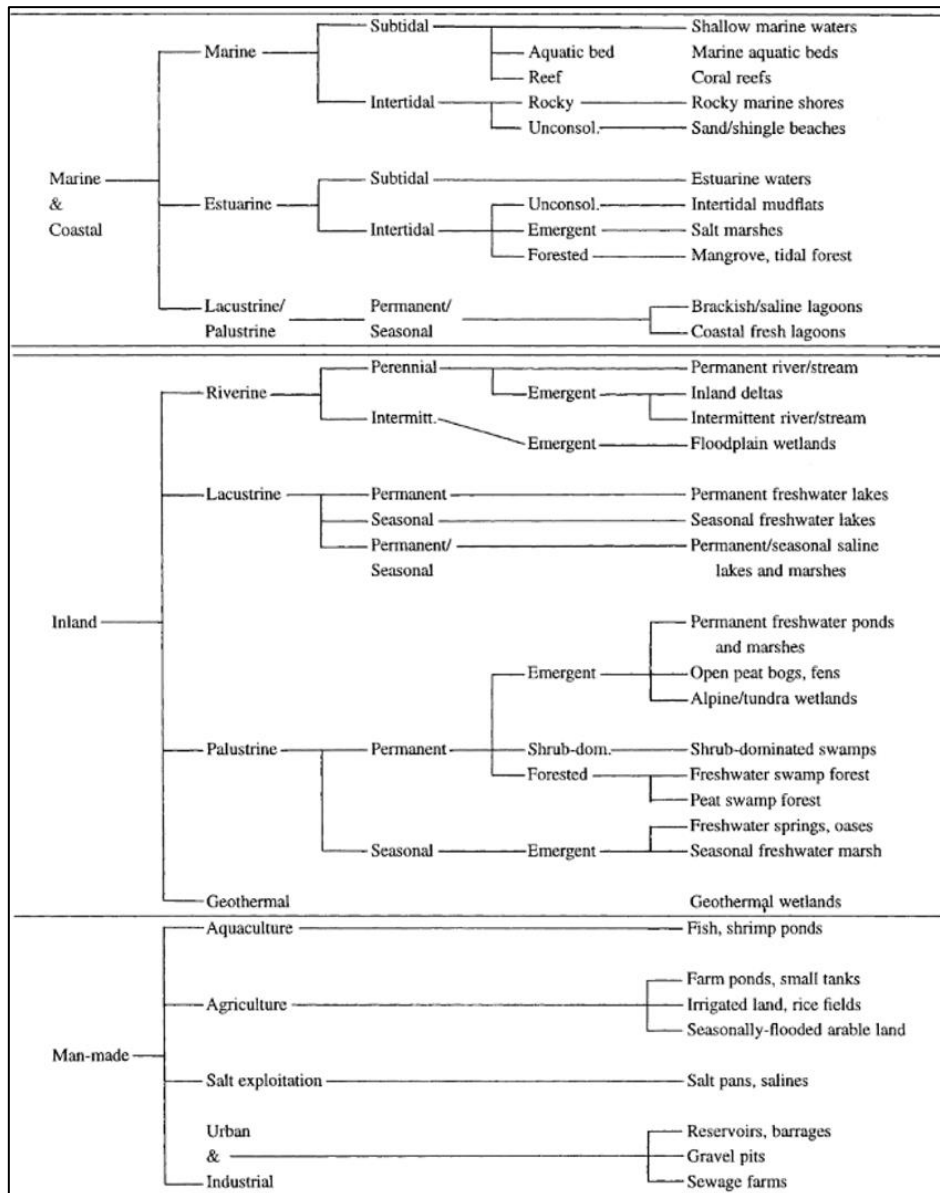 Subtidal Shallow marine waters
Marine Aquatic bed Marine aquatic beds
Reef Coral reefs
Intertidal Rocky Rocky marine shores
Unconsol. Sand/shingle beaches
Marine Subtidal Estuarine waters
& Estuarine Unconsol. Intertidal mudflats
Coastal Intertidal Emergent Salt marshes
Forested Mangrove, tidal forest
Lacustrine/ Permanent/ Brackish/saline lagoons
Palustrine Seasonal Coastal fresh lagoons
Perennial Permanent river/stream
Riverine Emergent Inland deltas
Intermitt. Intermittent river/stream
Emergent Floodplain wetlands
Lacustrine Permanent Permanent freshwater lakes
Seasonal Seasonal freshwater lakes
Permanent/ Permanent/seasonal saline
Seasonal lakes and marshes
Inland Permanent freshwater ponds
and marshes
Emergent Open peat bogs, fens
Alpine/tundra wetlands
Palustrine Permanent Shrub-dom. Shrub-dominated swamps
Forested Freshwater swamp forest
Peat swamp forest
Freshwater springs, oases
Seasonal Emergent Seasonal freshwater marsh
Geothermal Geothermal wetlands
Aquaculture Fish, shrimp ponds
Farm ponds, small tanks
Agriculture Irrigated land, rice fields
Seasonally-flooded arable land
Man-made
Salt exploitation Salt pans, salines
Urban Reservoirs, barrages
& Gravel pits
Industrial Sewage farms